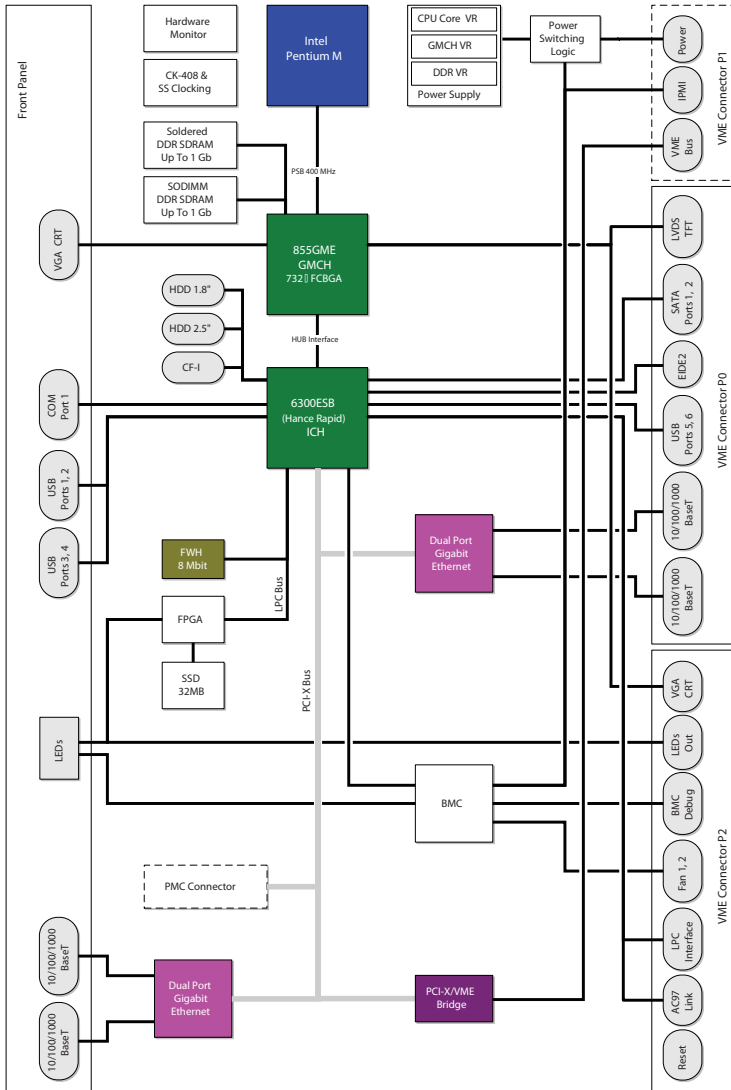 Front Panel
VGA CRT
COM
Port 1
USB
Ports 1, 2
USB
Ports 3, 4
LEDs
10/100/1000
BaseT
10/100/1000
BaseT
Hardware
Monitor
CK-408 &
SS Clocking
Intel
Pentium M
Soldered
DDR SDRAM
Up To 1 Gb
SODIMM
DDR SDRAM
Up To 1 Gb
PSB 400 MHz
855GME
GMCH
732▯ FCBGA
HUB Interface
HDD 1.8"
HDD 2.5"
CF-I
6300ESB
(Hance Rapid)
ICH
FWH
8 Mbit
LPC Bus
FPGA
SSD
32MB
PCI-X Bus
Dual Port
Gigabit
Ethernet
BMC
PMC Connector
Dual Port
Gigabit
Ethernet
PCI-X/VME
Bridge
CPU Core VR
GMCH VR
DDR VR
Power Supply
Power
Switching
Logic
VME Connector P1
Power
IPMI
VME
Bus
VME Connector P0
LVDS
TFT
SATA
Ports 1, 2
EIDE2
USB
Ports 5, 6
10/100/1000
BaseT
10/100/1000
BaseT
VME Connector P2
VGA
CRT
LEDs
Out
BMC
Debug
Fan 1, 2
LPC
Interface
AC97
Link
Reset